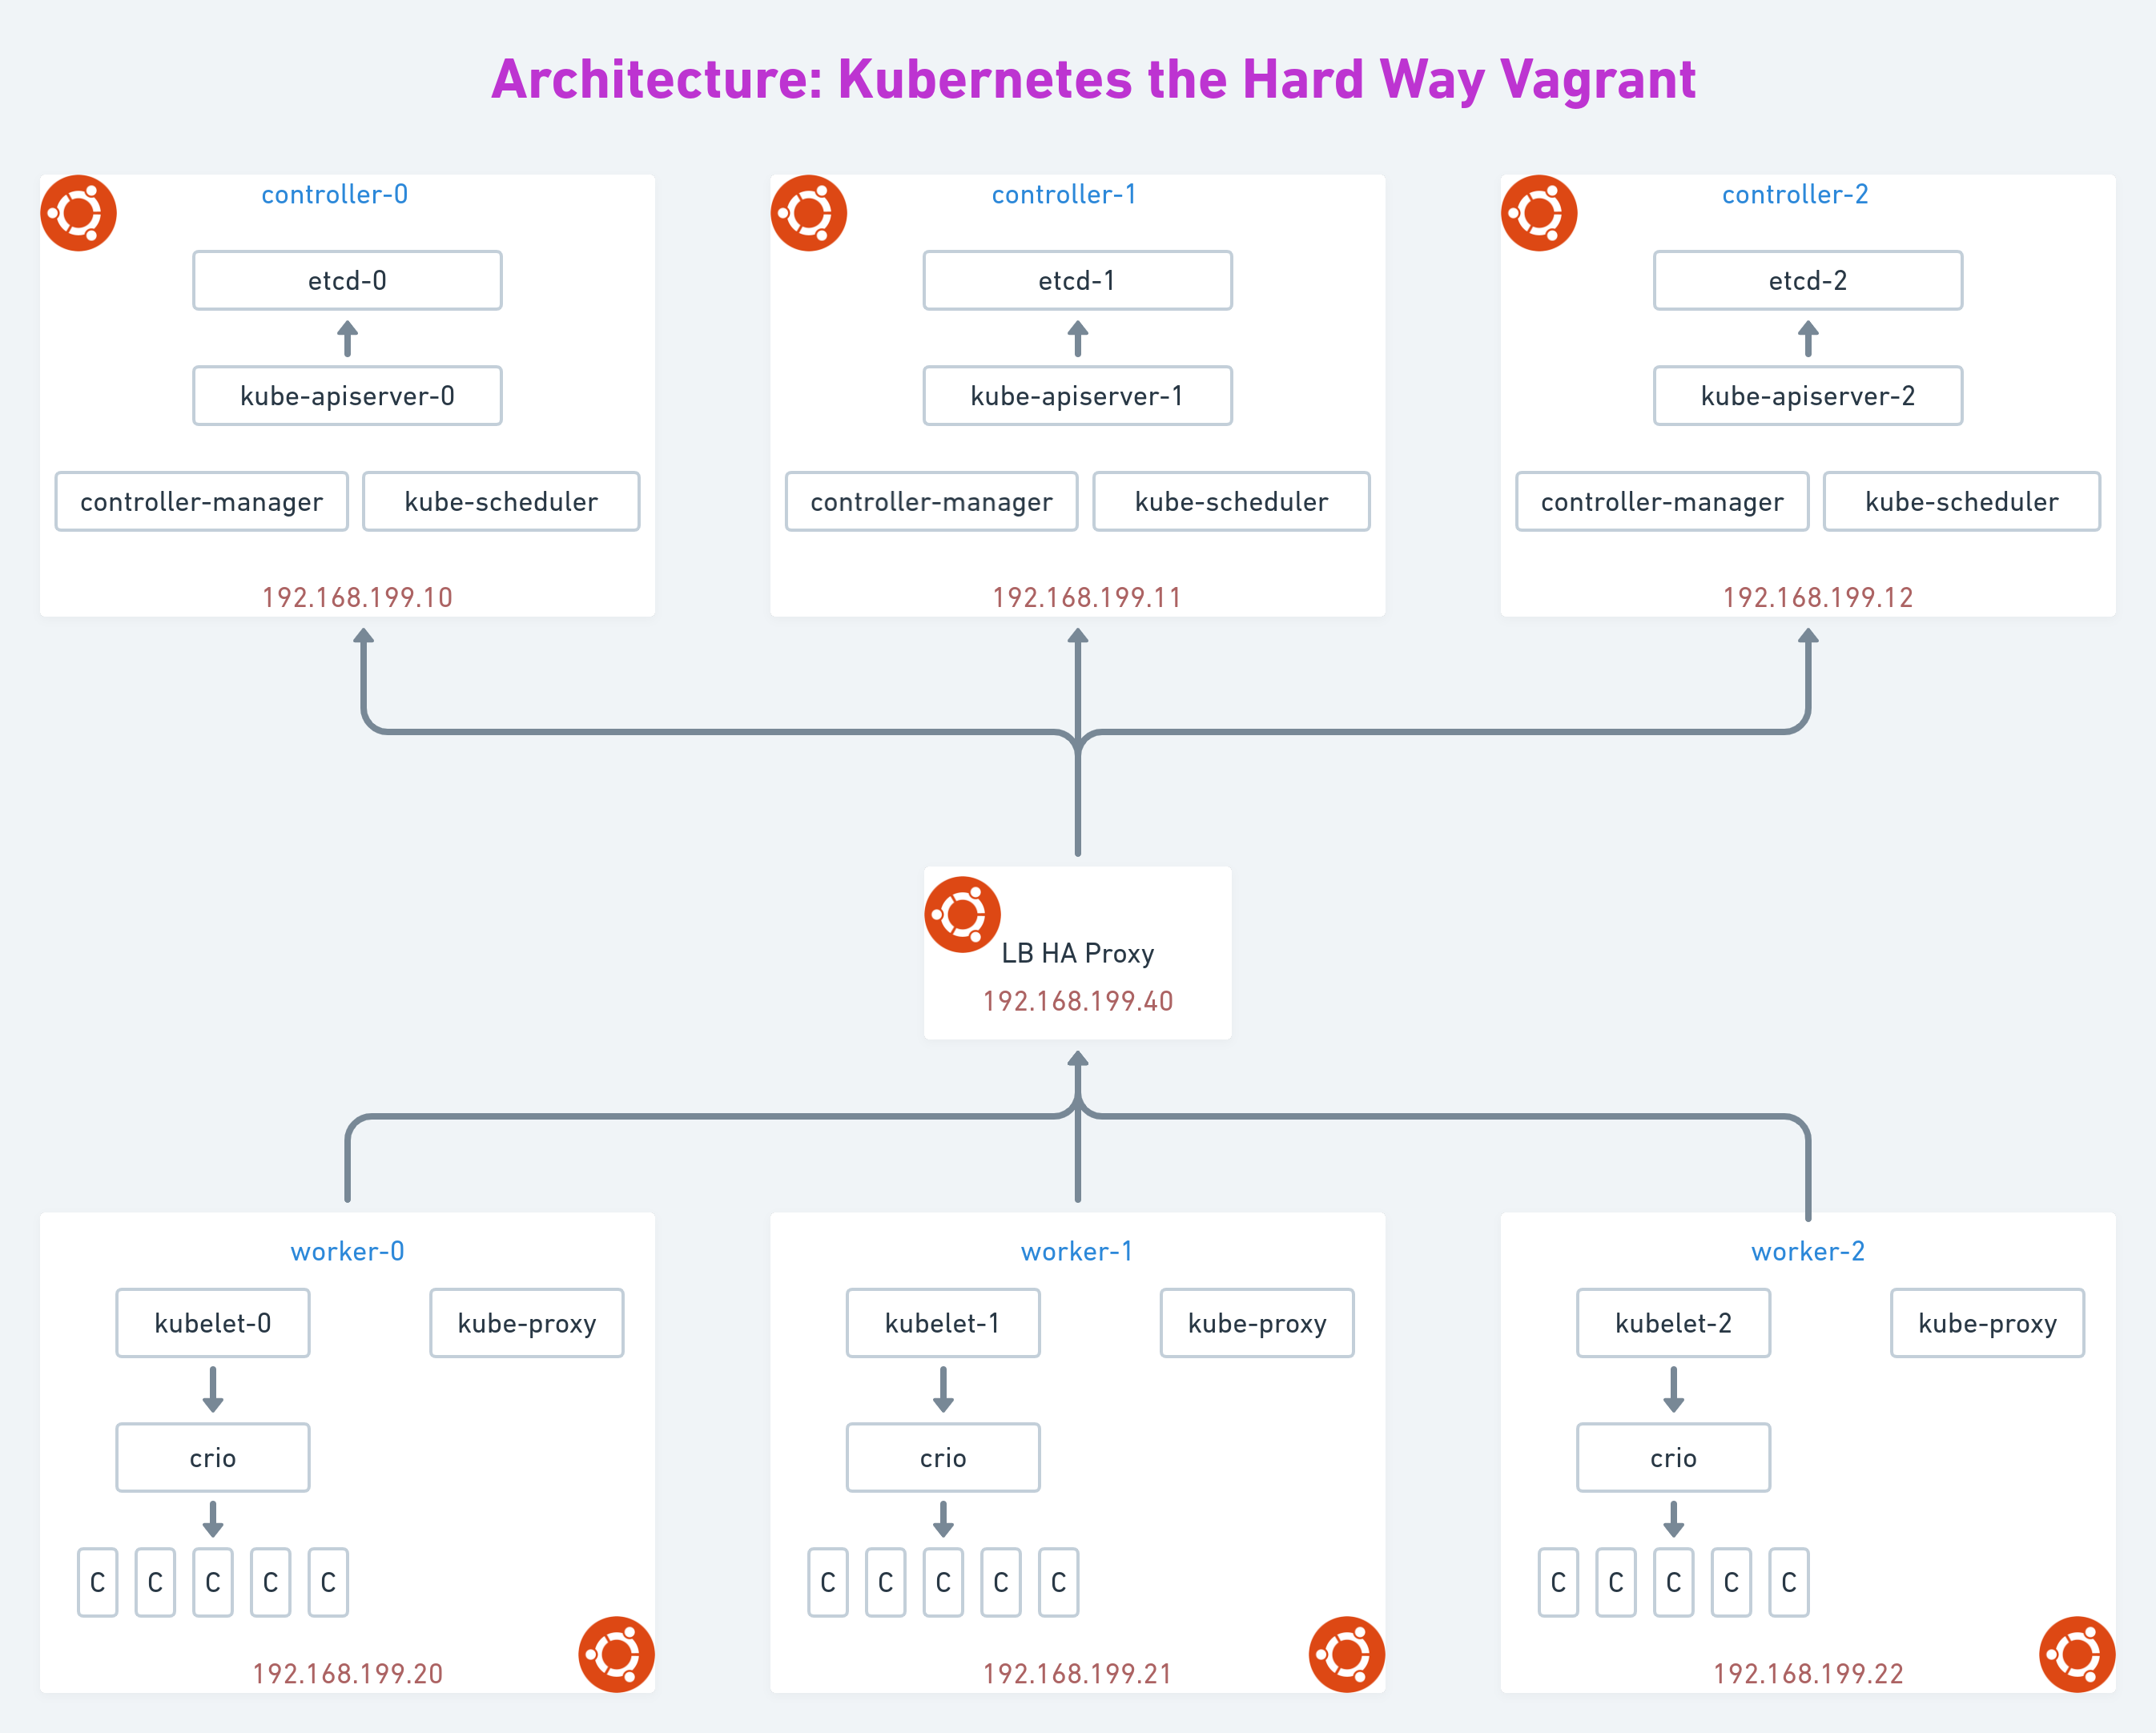 Architecture: Kubernetes the Hard Way Vagrant
controller-0
etcd-0
kube-apiserver-0
controller-manager
kube-scheduler
192.168.199.10
controller-1
etcd-1
kube-apiserver-1
controller-manager
kube-scheduler
192.168.199.11
controller-2
etcd-2
kube-apiserver-2
controller-manager
kube-scheduler
192.168.199.12
LB HA Proxy
192.168.199.40
worker-0
kubelet-0
kube-proxy
crio
C C C C C
192.168.199.20
worker-1
kubelet-1
kube-proxy
crio
C C C C C
192.168.199.21
worker-2
kubelet-2
kube-proxy
crio
C C C C C
192.168.199.22